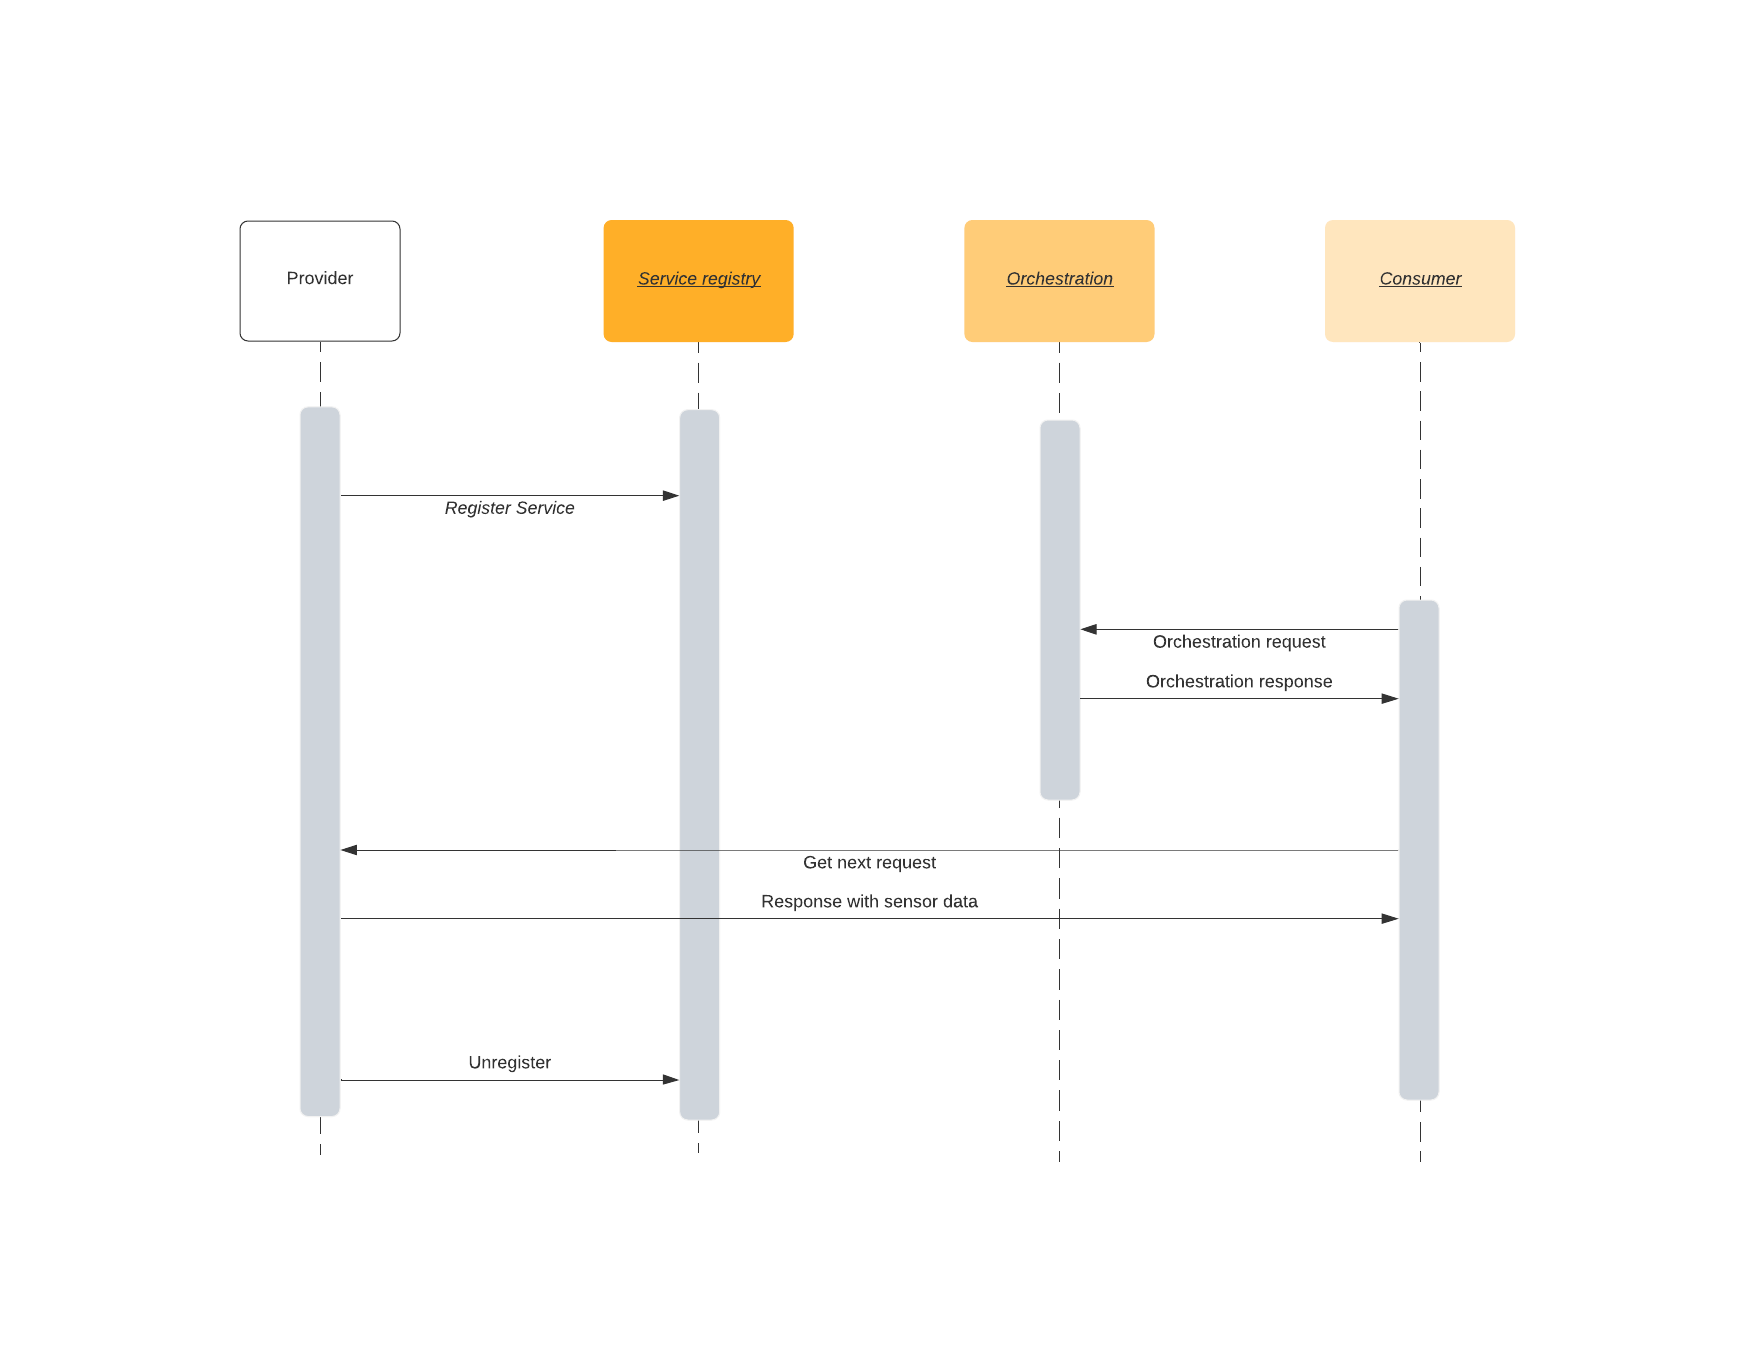 Provider
Service registry
Orchestration
Consumer
Register Service
Orchestration request
Orchestration response
Get next request
Response with sensor data
Unregister